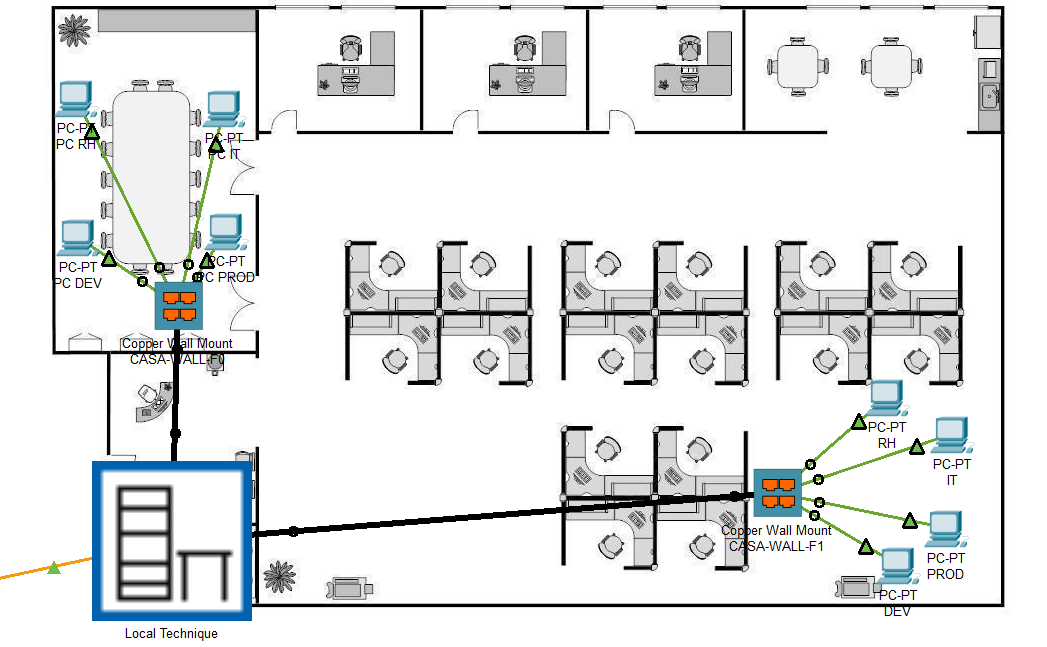 PC-PT
PC RH
PC-PT
PC IT
PC-PT
PC DEV
PC-PT
PC PROD
Copper Wall Mount
CASA-WALL-F0
PC-PT
RH
PC-PT
IT
Copper Wall Mount
CASA-WALL-F1
PC-PT
PROD
PC-PT
DEV
Local Technique